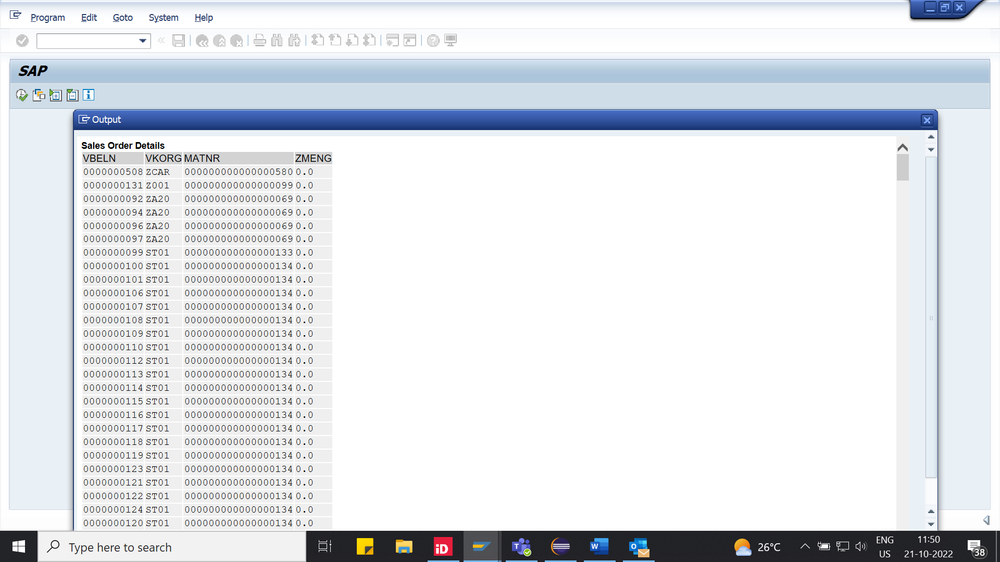 Program Edit Goto System Help
SAP
Output
Sales Order Details
VBELN VKORG MATNR ZMENG
0000000508 ZCAR 000000000000000580 0.0
0000000131 Z001 000000000000000099 0.0
0000000092 ZA20 000000000000000069 0.0
0000000094 ZA20 000000000000000069 0.0
0000000096 ZA20 000000000000000069 0.0
0000000097 ZA20 000000000000000069 0.0
0000000099 ST01 000000000000000133 0.0
0000000100 ST01 000000000000000134 0.0
0000000101 ST01 000000000000000134 0.0
0000000106 ST01 000000000000000134 0.0
0000000107 ST01 000000000000000134 0.0
0000000108 ST01 000000000000000134 0.0
0000000109 ST01 000000000000000134 0.0
0000000110 ST01 000000000000000134 0.0
0000000112 ST01 000000000000000134 0.0
0000000113 ST01 000000000000000134 0.0
0000000114 ST01 000000000000000134 0.0
0000000115 ST01 000000000000000134 0.0
0000000116 ST01 000000000000000134 0.0
0000000117 ST01 000000000000000134 0.0
0000000118 ST01 000000000000000134 0.0
0000000119 ST01 000000000000000134 0.0
0000000123 ST01 000000000000000134 0.0
0000000121 ST01 000000000000000134 0.0
0000000122 ST01 000000000000000134 0.0
0000000124 ST01 000000000000000134 0.0
0000000120 ST01 000000000000000134 0.0
Type here to search
iD
T
W
O
26°C
ENG
US
11:50
21-10-2022
38